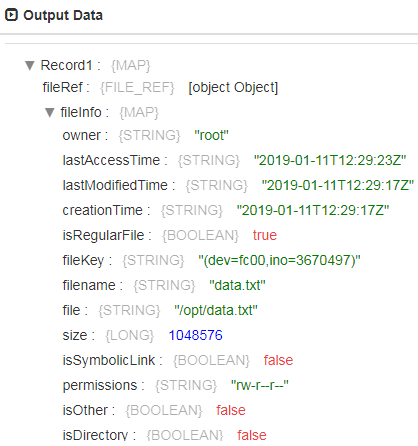 Output Data
Record1 : {MAP}
fileRef : {FILE_REF} [object Object]
fileInfo : {MAP}
owner : {STRING} "root"
lastAccessTime : {STRING} "2019-01-11T12:29:23Z"
lastModifiedTime : {STRING} "2019-01-11T12:29:17Z"
creationTime : {STRING} "2019-01-11T12:29:17Z"
isRegularFile : {BOOLEAN} true
fileKey : {STRING} "(dev=fc00,ino=3670497)"
filename : {STRING} "data.txt"
file : {STRING} "/opt/data.txt"
size : {LONG} 1048576
isSymbolicLink : {BOOLEAN} false
permissions : {STRING} "rw-r--r--"
isOther : {BOOLEAN} false
isDirectory : {BOOLEAN} false